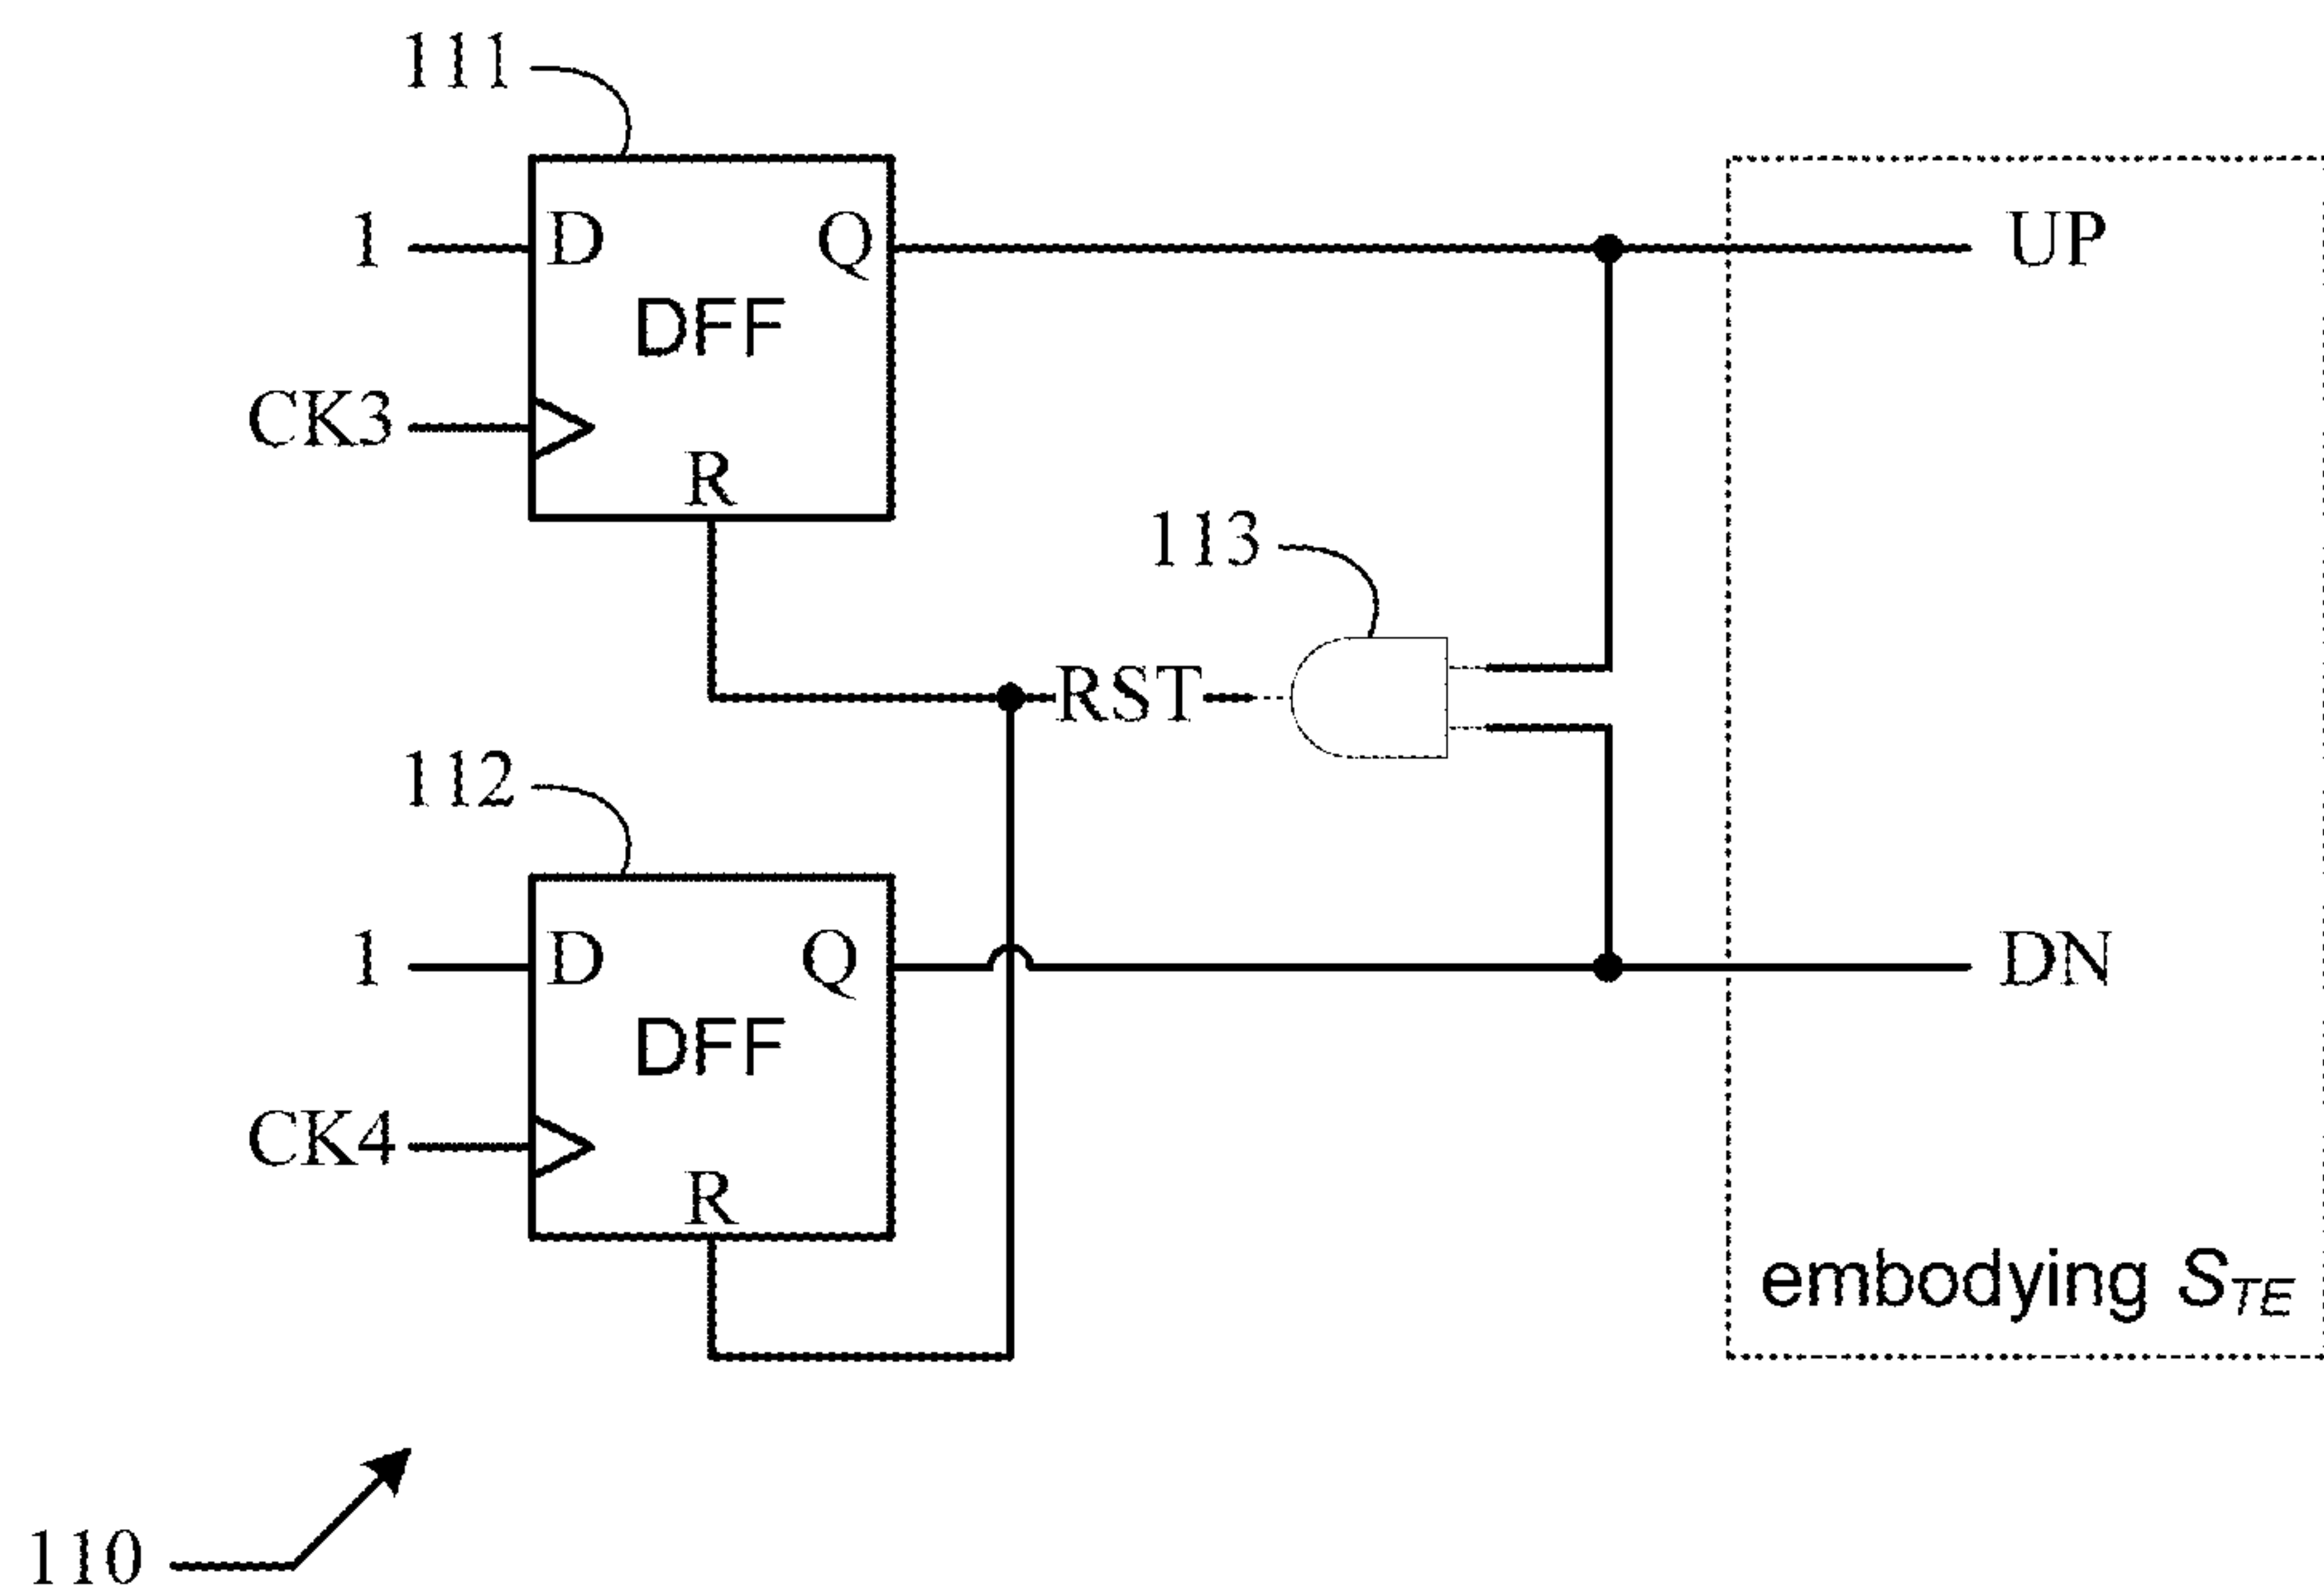 111
1 D Q UP
DFF
CK3
R
113
RST
112
1 D Q DN
DFF
CK4
R
embodying STE
110